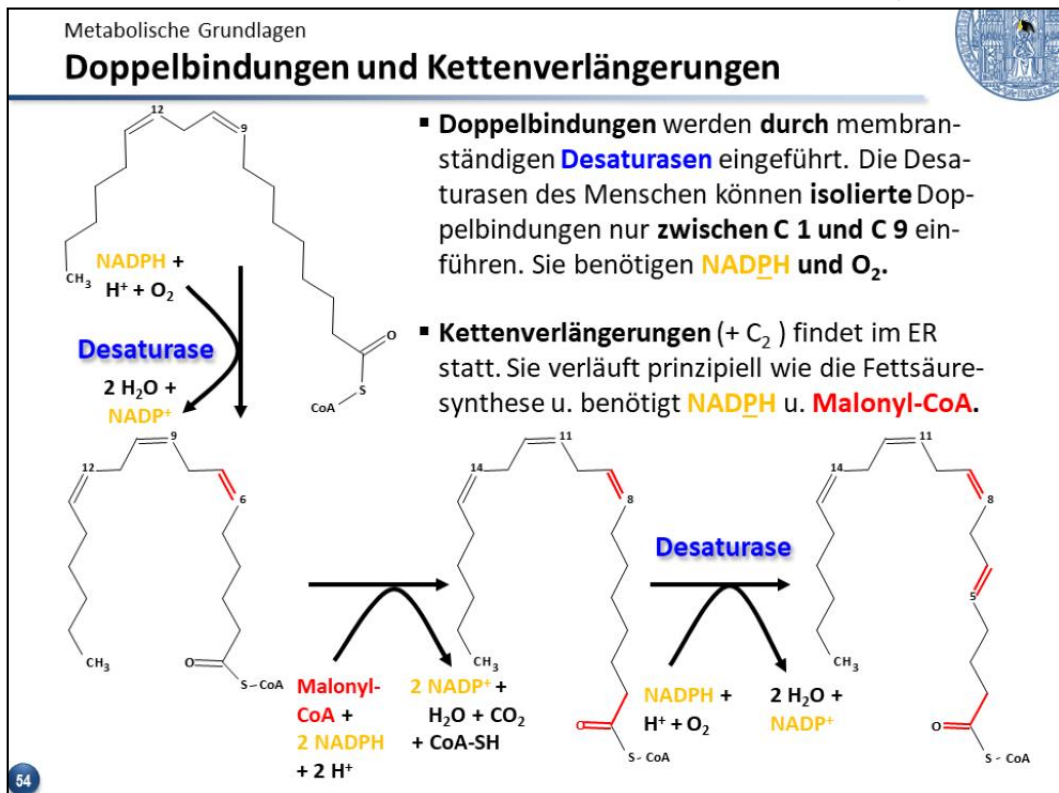 Metabolische Grundlagen
Doppelbindungen und Kettenverlängerungen
▪ Doppelbindungen werden durch membran-
ständigen Desaturasen eingeführt. Die Desa-
turasen des Menschen können isolierte Dop-
pelbindungen nur zwischen C 1 und C 9 ein-
führen. Sie benötigen NADPH und O₂.
▪ Kettenverlängerungen (+ C₂ ) findet im ER
statt. Sie verläuft prinzipiell wie die Fettsäure-
synthese u. benötigt NADPH u. Malonyl-CoA.
12
9
CH₃
O
S
CoA
NADPH +
H⁺ + O₂
Desaturase
2 H₂O +
NADP⁺
9
12
6
CH₃
O
S – CoA
Malonyl-
CoA +
2 NADPH
+ 2 H⁺
2 NADP⁺ +
H₂O + CO₂
+ CoA-SH
11
14
8
CH₃
O
S - CoA
Desaturase
NADPH +
H⁺ + O₂
2 H₂O +
NADP⁺
11
14
8
5
CH₃
O
S - CoA
54